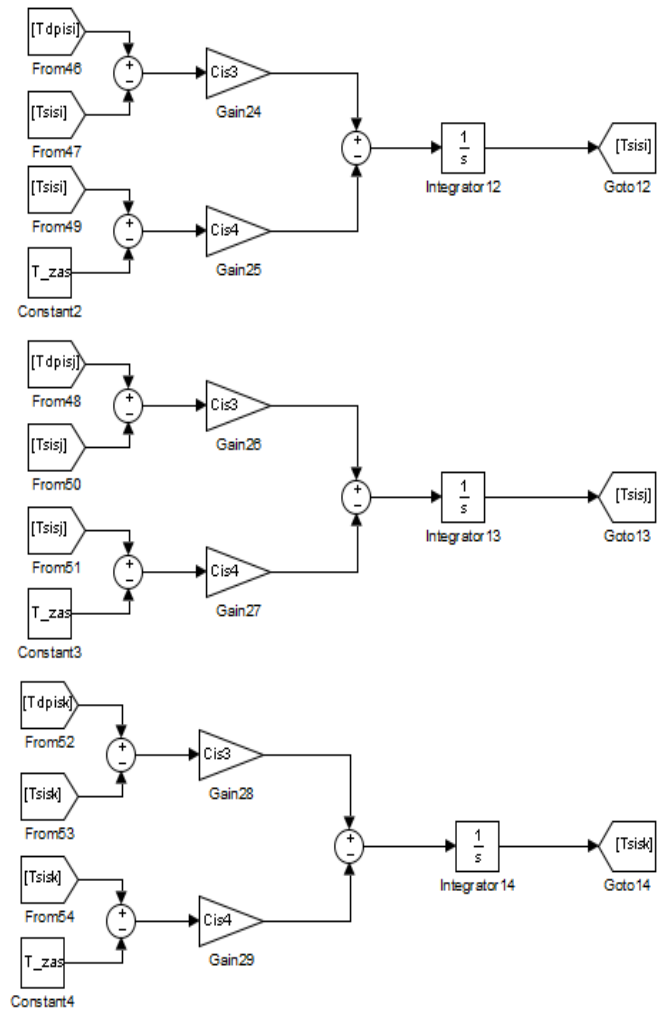 [Tdpisi]
From46
+
−
Cis3
Gain24
[Tsisi]
From47
+
−
1
s
Integrator12
[Tsisi]
Goto12
[Tsisi]
From49
+
−
Cis4
Gain25
T_zas
Constant2
[Tdpisj]
From48
+
−
Cis3
Gain26
[Tsisj]
From50
+
−
1
s
Integrator13
[Tsisj]
Goto13
[Tsisj]
From51
+
−
Cis4
Gain27
T_zas
Constant3
[Tdpisk]
From52
+
−
Cis3
Gain28
[Tsisk]
From53
+
−
1
s
Integrator14
[Tsisk]
Goto14
[Tsisk]
From54
+
−
Cis4
Gain29
T_zas
Constant4